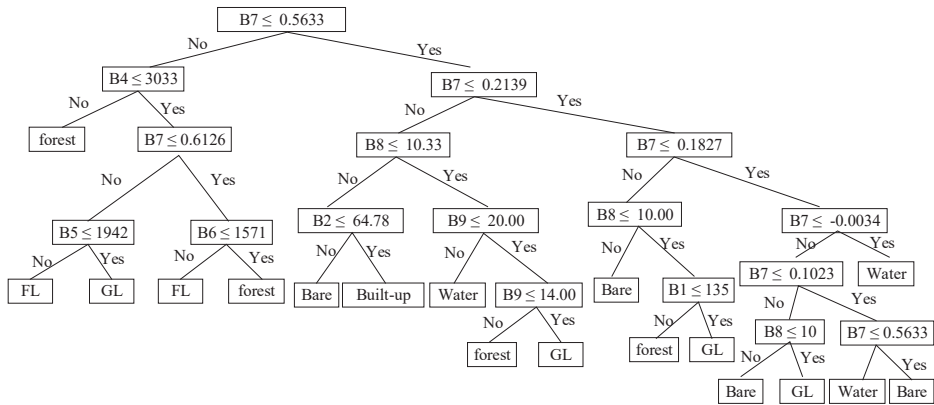 B7 ≤ 0.5633
No
Yes
B4 ≤ 3033
B7 ≤ 0.2139
No
Yes
No
Yes
forest
B7 ≤ 0.6126
B8 ≤ 10.33
B7 ≤ 0.1827
No
Yes
No
Yes
No
Yes
B5 ≤ 1942
B6 ≤ 1571
B2 ≤ 64.78
B9 ≤ 20.00
B8 ≤ 10.00
B7 ≤ -0.0034
No
Yes
No
Yes
No
Yes
No
Yes
No
Yes
No
Yes
FL
GL
FL
forest
Bare
Built-up
Water
B9 ≤ 14.00
Bare
B1 ≤ 135
B7 ≤ 0.1023
Water
No
Yes
No
Yes
No
Yes
forest
GL
forest
GL
B8 ≤ 10
B7 ≤ 0.5633
No
Yes
No
Yes
Bare
GL
Water
Bare